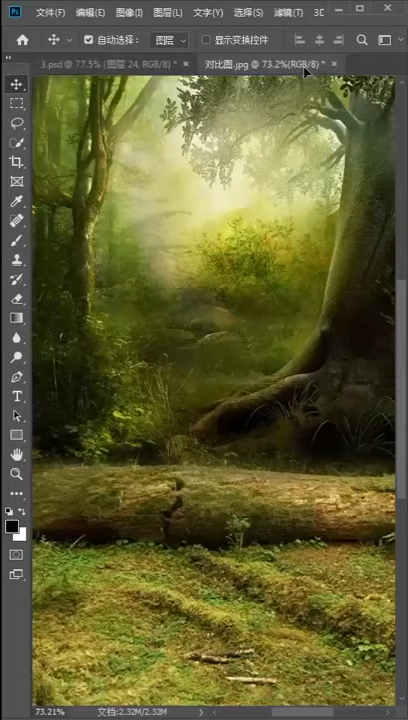 Ps 文件(F) 编辑(E) 图像(I) 图层(L) 文字(Y) 选择(S) 滤镜(T) 3D
自动选择: 图层 显示变换控件
3.psd @ 77.5% (图层 24, RGB/8) * × 对比图.jpg @ 73.2%(RGB/8) * ×
T
73.21% 文档:2.32M/2.32M